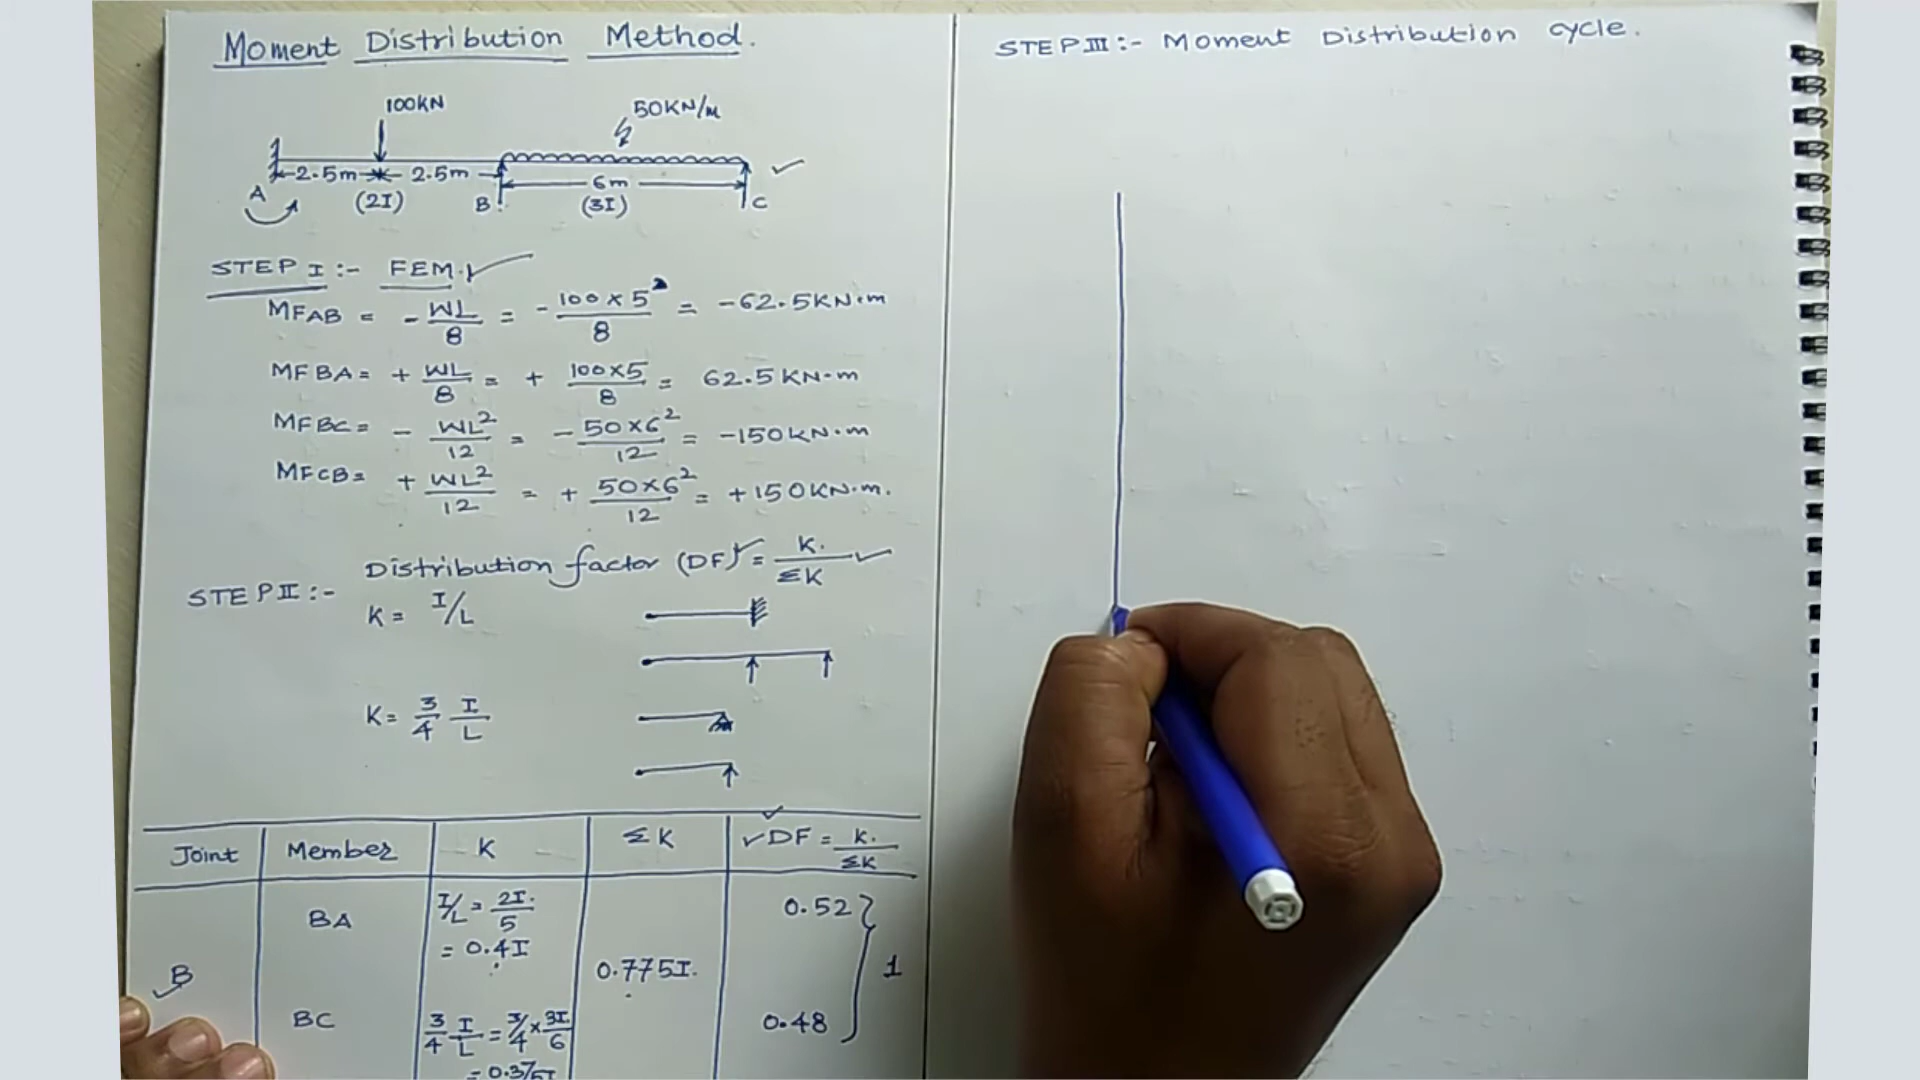 Moment Distribution Method.
100KN
50KN/m
2.5m 2.5m
6m
A (2I) B (3I) C
STEP I :- FEM.
MFAB = - WL/8 = - 100 x 5/8 = -62.5KN.m
MFBA = + WL/8 = + 100x5/8 = 62.5KN.m
MFBC = - WL²/12 = - 50x6²/12 = -150KN.m
MFCB = + WL²/12 = + 50x6²/12 = +150KN.m.
STEP II :- Distribution factor (DF) = K./ΣK
K = I/L
K = 3/4 I/L
Joint Member K ΣK DF = K./ΣK
BA I/L = 2I./5 0.52
= 0.4I
B 0.775I. 1
BC 3/4 I/L = 3/4 x 3I/6 0.48
= 0.375I
STEP III :- Moment Distribution cycle.